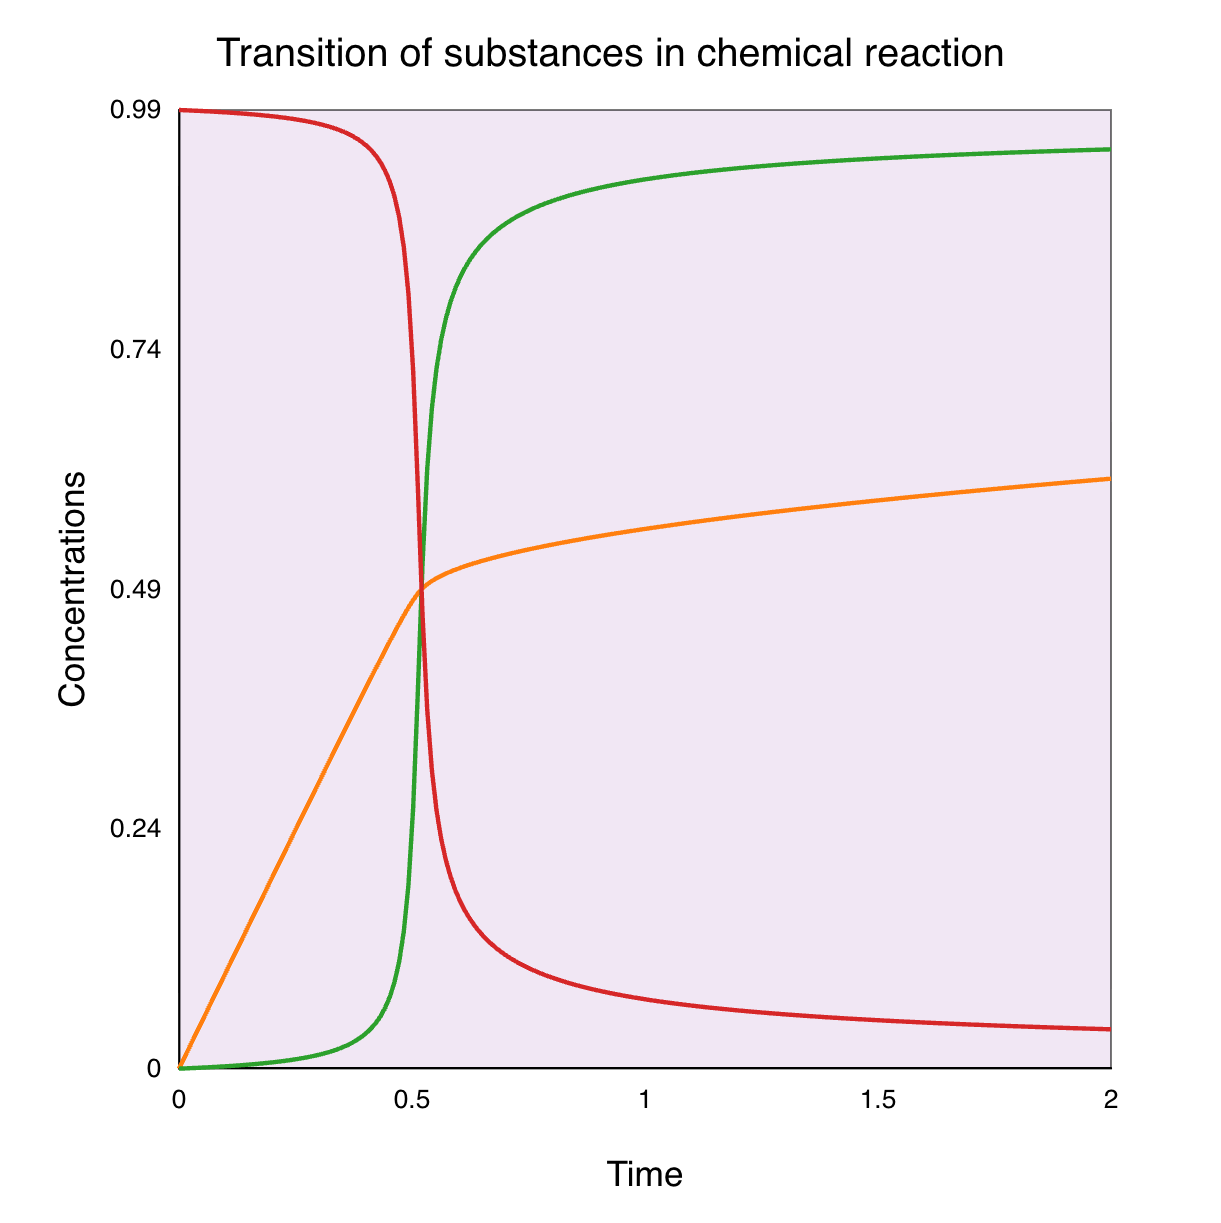 Transition of substances in chemical reaction
0.99
0.74
0.49
0.24
0
Concentrations
0 0.5 1 1.5 2
Time